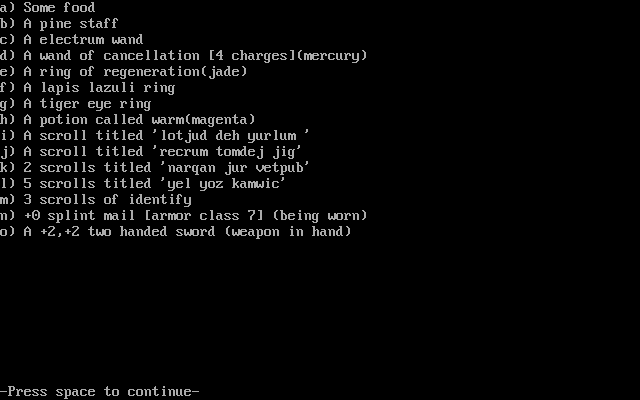 a) Some food
b) A pine staff
c) A electrum wand
d) A wand of cancellation [4 charges](mercury)
e) A ring of regeneration(jade)
f) A lapis lazuli ring
g) A tiger eye ring
h) A potion called warm(magenta)
i) A scroll titled 'lotjud deh yurlum '
j) A scroll titled 'recrum tomdej jig'
k) 2 scrolls titled 'narqan jur vetpub'
l) 5 scrolls titled 'yel yoz kamwic'
m) 3 scrolls of identify
n) +0 splint mail [armor class 7] (being worn)
o) A +2,+2 two handed sword (weapon in hand)
-Press space to continue-